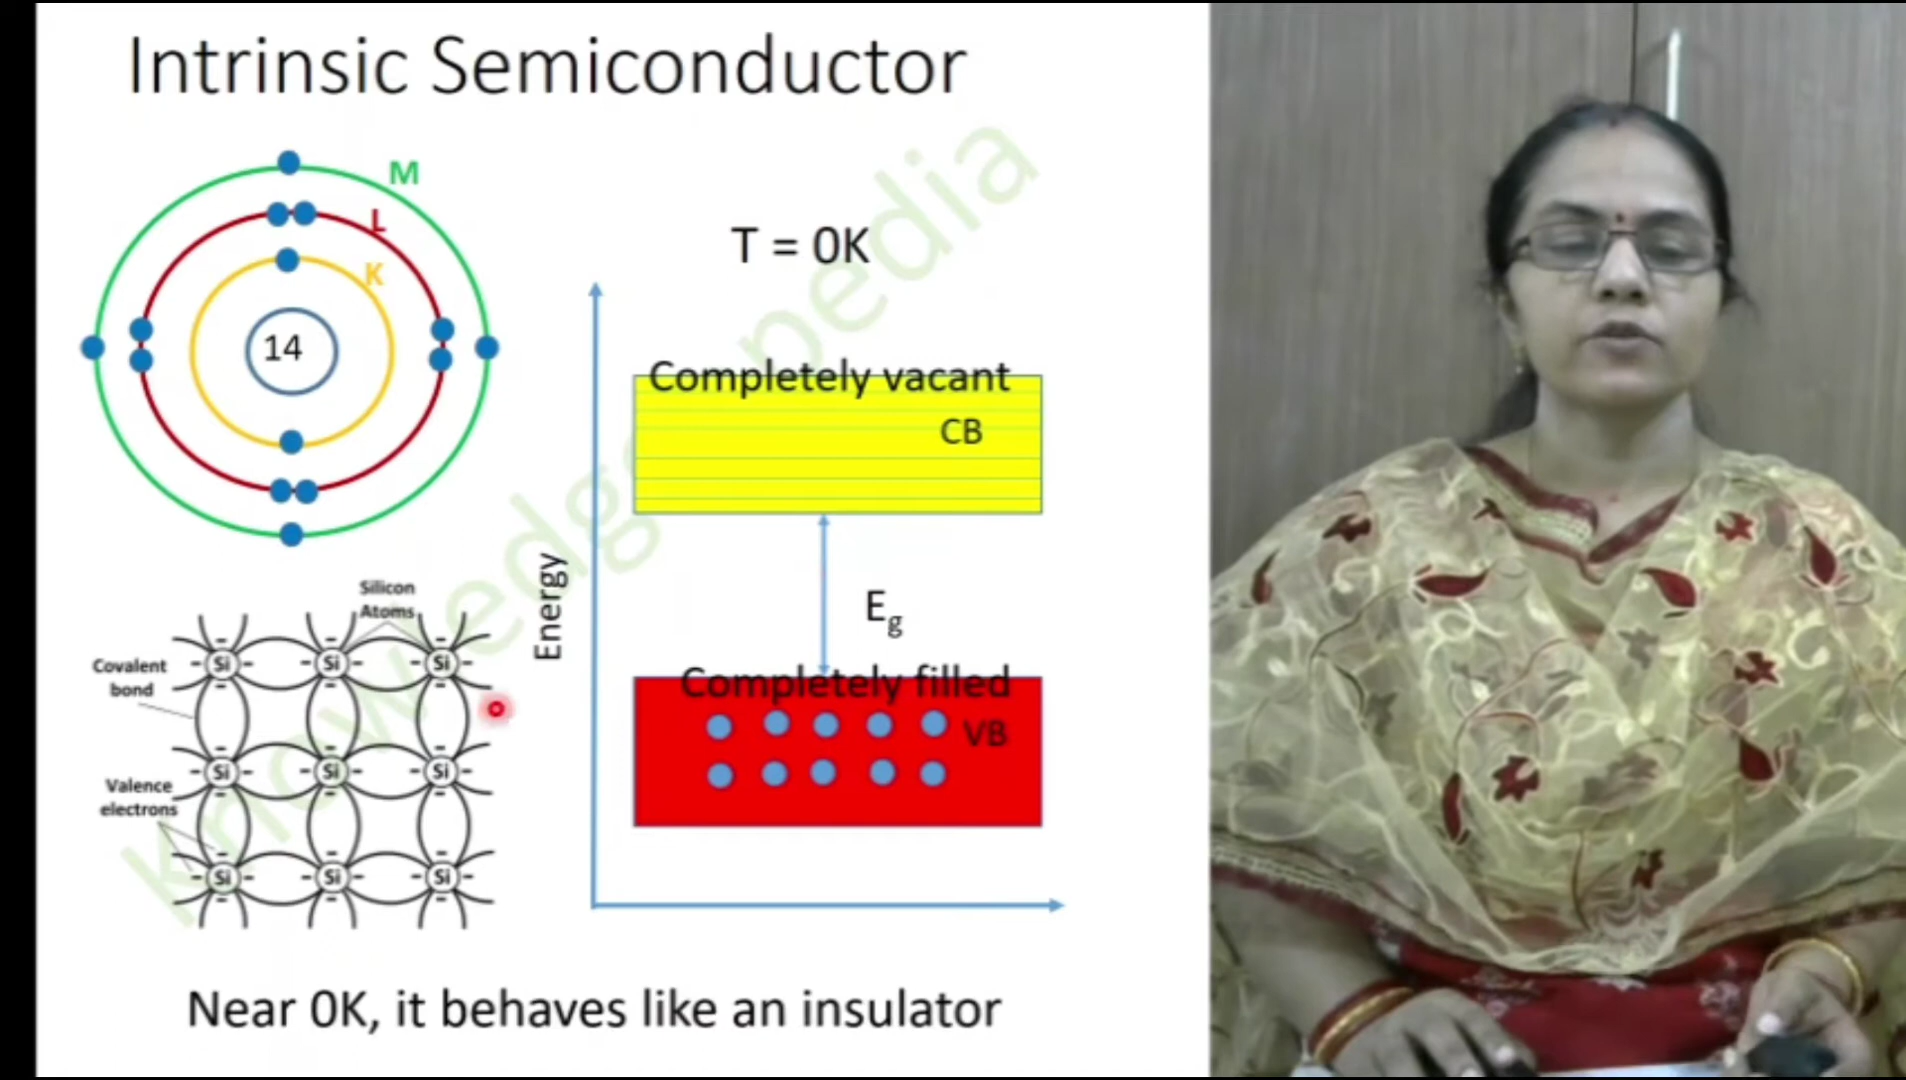 Intrinsic Semiconductor
M
L
K
14
T = 0K
Completely vacant
CB
Energy
E_g
Completely filled
VB
Silicon
Atoms
Covalent
bond
Valence
electrons
Si Si Si
Si Si Si
Si Si Si
Near 0K, it behaves like an insulator